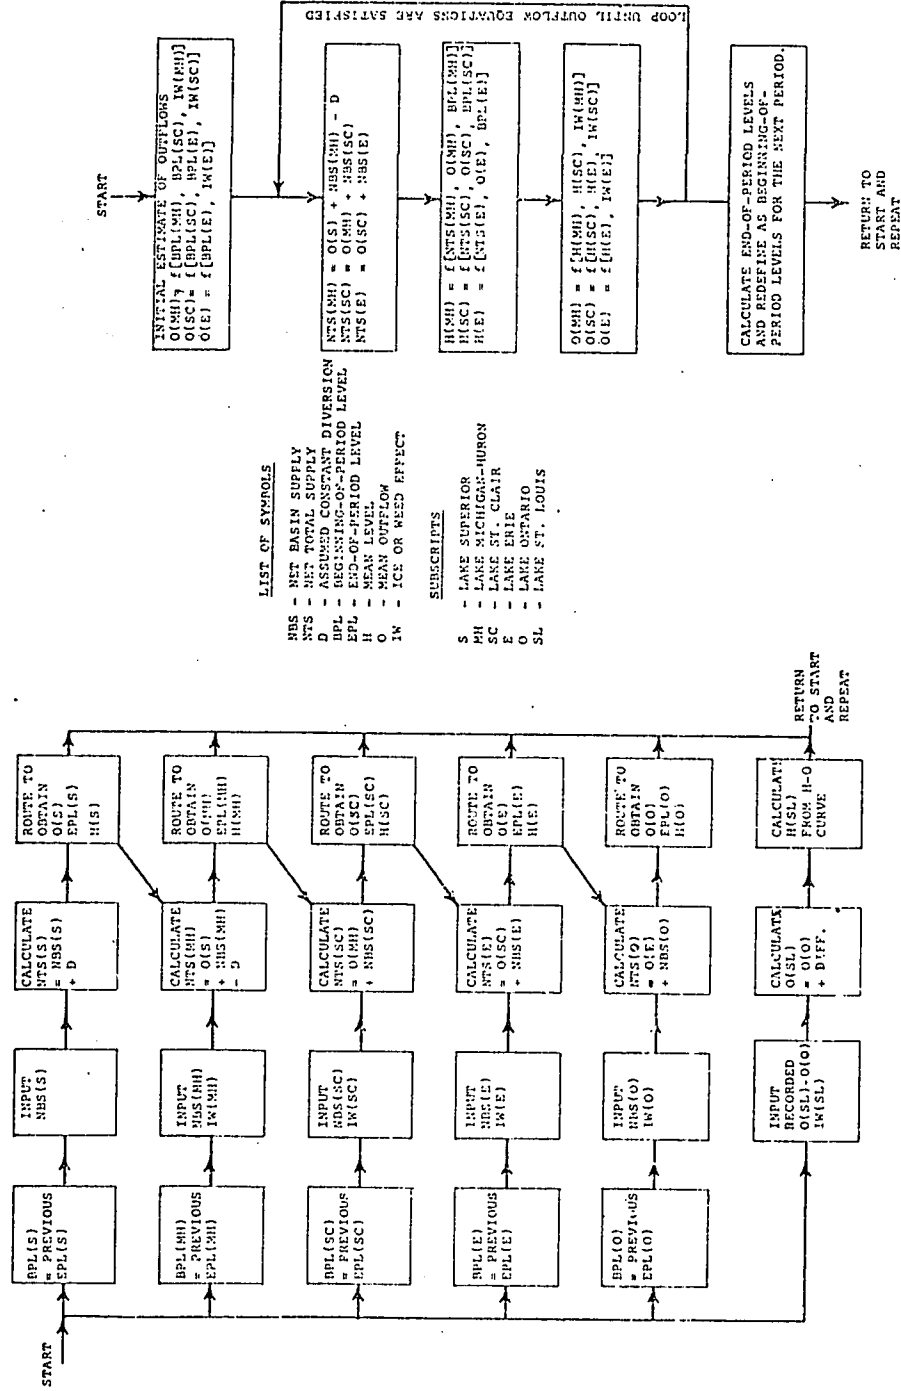 START
BPL(S)
= PREVIOUS
EPL(S)
INPUT
NBS(S)
CALCULATE
NTS(S)
= NBS(S)
+ D
ROUTE TO
OBTAIN
O(S)
EPL(S)
H(S)
BPL(MH)
= PREVIOUS
EPL(MH)
INPUT
NBS(MH)
IW(MH)
CALCULATE
NTS(MH)
= O(S)
+ NBS(MH)
- D
ROUTE TO
OBTAIN
O(MH)
EPL(MH)
H(MH)
BPL(SC)
= PREVIOUS
EPL(SC)
INPUT
NBS(SC)
IW(SC)
CALCULATE
NTS(SC)
= O(MH)
+ NBS(SC)
ROUTE TO
OBTAIN
O(SC)
EPL(SC)
H(SC)
BPL(E)
= PREVIOUS
EPL(E)
INPUT
NBS(E)
IW(E)
CALCULATE
NTS(E)
= O(SC)
+ NBS(E)
ROUTE TO
OBTAIN
O(E)
EPL(E)
H(E)
BPL(O)
= PREVIOUS
EPL(O)
INPUT
NBS(O)
IW(O)
CALCULATE
NTS(O)
= O(E)
+ NBS(O)
ROUTE TO
OBTAIN
O(O)
EPL(O)
H(O)
INPUT
RECORDED
O(SL)-O(O)
IW(SL)
CALCULATE
O(SL)
= O(O)
+ DIFF.
CALCULATE
H(SL)
FROM H-O
CURVE
RETURN
TO START
AND
REPEAT
LIST OF SYMBOLS
NBS - NET BASIN SUPPLY
NTS - NET TOTAL SUPPLY
D - ASSUMED CONSTANT DIVERSION
BPL - BEGINNING-OF-PERIOD LEVEL
EPL - END-OF-PERIOD LEVEL
H - MEAN LEVEL
O - MEAN OUTFLOW
IW - ICE OR WEED EFFECT
SUBSCRIPTS
S - LAKE SUPERIOR
MH - LAKE MICHIGAN-HURON
SC - LAKE ST. CLAIR
E - LAKE ERIE
O - LAKE ONTARIO
SL - LAKE ST. LOUIS
START
INITIAL ESTIMATE OF OUTFLOWS
O(MH)= f[BPL(MH), BPL(SC), IW(MH)]
O(SC)= f[BPL(SC), BPL(E), IW(SC)]
O(E) = f[BPL(E), IW(E)]
NTS(MH) = O(S) + NBS(MH) - D
NTS(SC) = O(MH) + NBS(SC)
NTS(E) = O(SC) + NBS(E)
H(MH) = f[NTS(MH), O(MH), BPL(MH)]
H(SC) = f[NTS(SC), O(SC), BPL(SC)]
H(E) = f[NTS(E), O(E), BPL(E)]
O(MH) = f[H(MH), H(SC), IW(MH)]
O(SC) = f[H(SC), H(E), IW(SC)]
O(E) = f[H(E), IW(E)]
LOOP UNTIL OUTFLOW EQUATIONS ARE SATISFIED
CALCULATE END-OF-PERIOD LEVELS
AND REDEFINE AS BEGINNING-OF-
PERIOD LEVELS FOR THE NEXT PERIOD.
RETURN TO
START AND
REPEAT